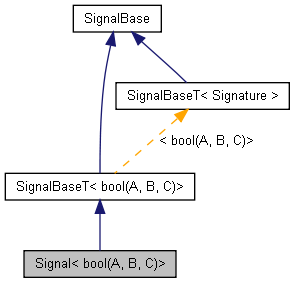 SignalBase
SignalBaseT< Signature >
< bool(A, B, C)>
SignalBaseT< bool(A, B, C)>
Signal< bool(A, B, C)>